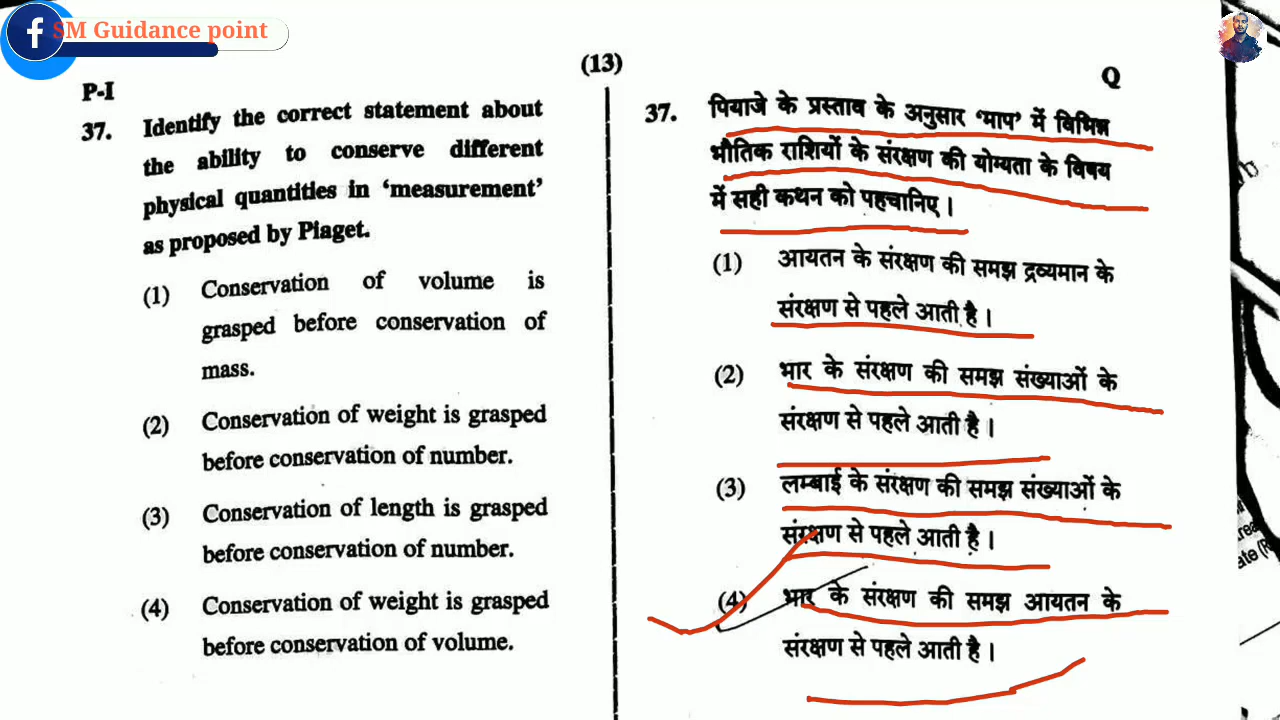 SM Guidance point
(13)
Q
P-I
37. Identify the correct statement about
the ability to conserve different
physical quantities in ‘measurement’
as proposed by Piaget.
(1) Conservation of volume is
grasped before conservation of
mass.
(2) Conservation of weight is grasped
before conservation of number.
(3) Conservation of length is grasped
before conservation of number.
(4) Conservation of weight is grasped
before conservation of volume.
37. पियाजे के प्रस्ताव के अनुसार ‘माप’ में विभिन्न
भौतिक राशियों के संरक्षण की योग्यता के विषय
में सही कथन को पहचानिए।
(1) आयतन के संरक्षण की समझ द्रव्यमान के
संरक्षण से पहले आती है।
(2) भार के संरक्षण की समझ संख्याओं के
संरक्षण से पहले आती है।
(3) लम्बाई के संरक्षण की समझ संख्याओं के
संरक्षण से पहले आती है।
(4) भार के संरक्षण की समझ आयतन के
संरक्षण से पहले आती है।